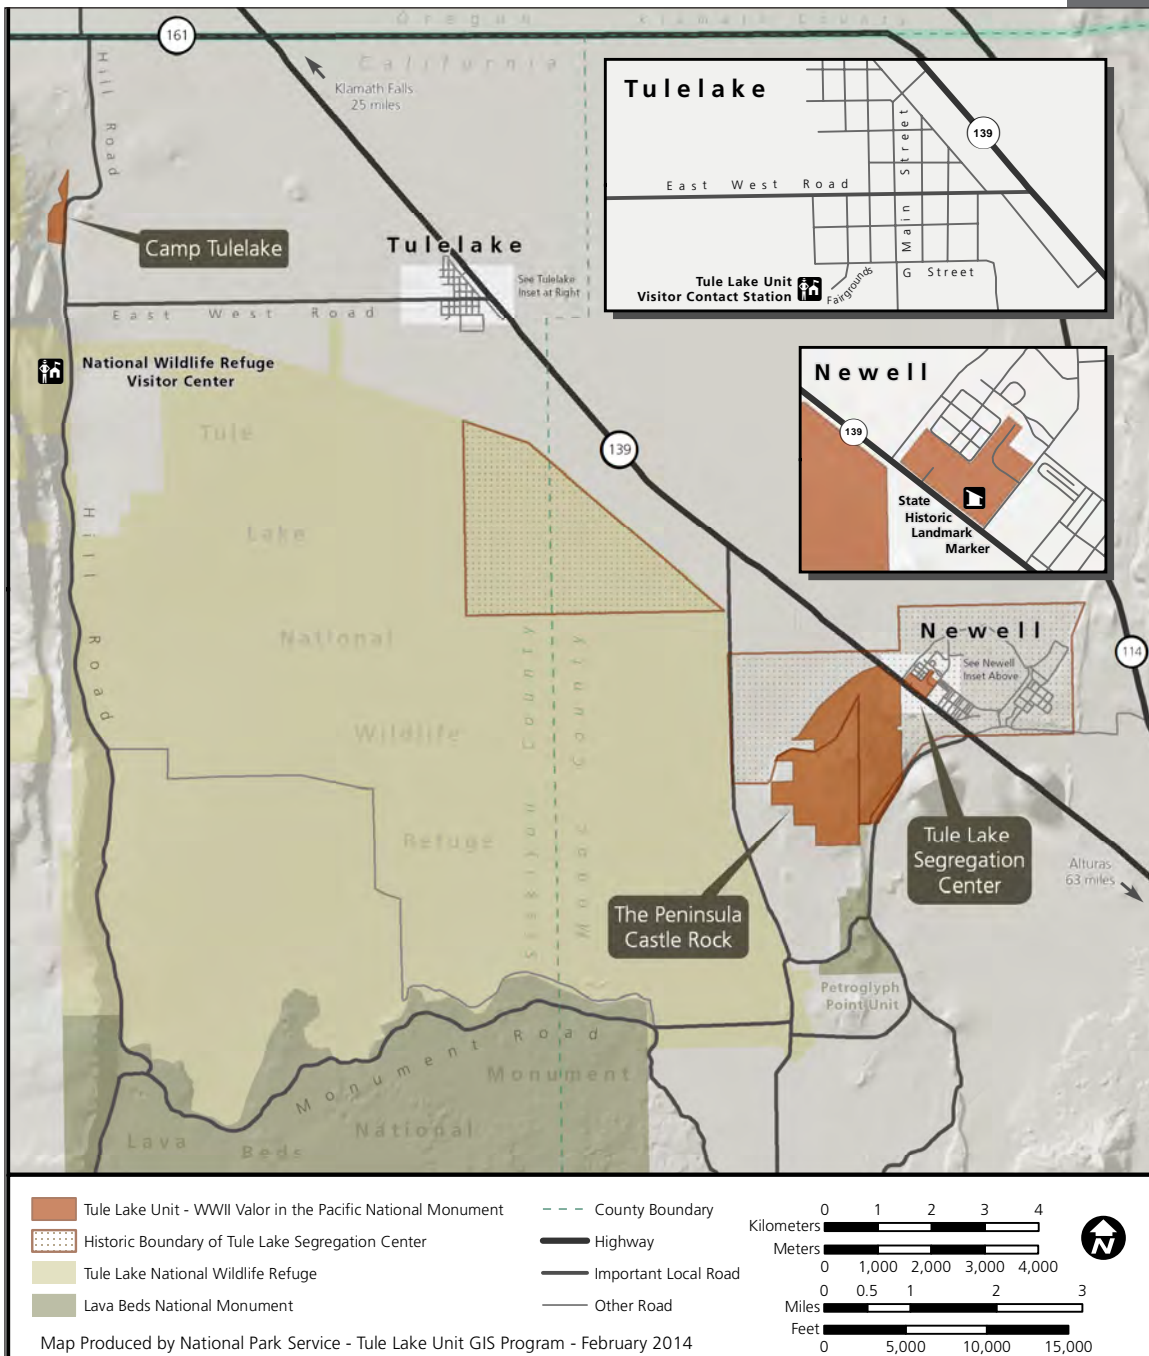 Oregon Klamath County
161
California
Hill Road
Klamath Falls
25 miles
Camp Tulelake
Tulelake
See Tulelake
Inset at Right
East West Road
National Wildlife Refuge
Visitor Center
Tulelake
139
Main Street
East West Road
G Street
Fairgrounds
Tule Lake Unit
Visitor Contact Station
Newell
139
State
Historic
Landmark
Marker
139
Tule
Lake
National
Wildlife
Refuge
Hill Road
Siskiyou County
Modoc County
Newell
See Newell
Inset Above
114
Tule Lake
Segregation
Center
The Peninsula
Castle Rock
Alturas
63 miles
Petroglyph
Point Unit
Monument Road
Lava Beds National Monument
Tule Lake Unit - WWII Valor in the Pacific National Monument
Historic Boundary of Tule Lake Segregation Center
Tule Lake National Wildlife Refuge
Lava Beds National Monument
County Boundary
Highway
Important Local Road
Other Road
0 1 2 3 4
Kilometers
Meters
0 1,000 2,000 3,000 4,000
0 0.5 1 2 3
Miles
Feet
0 5,000 10,000 15,000
N
Map Produced by National Park Service - Tule Lake Unit GIS Program - February 2014